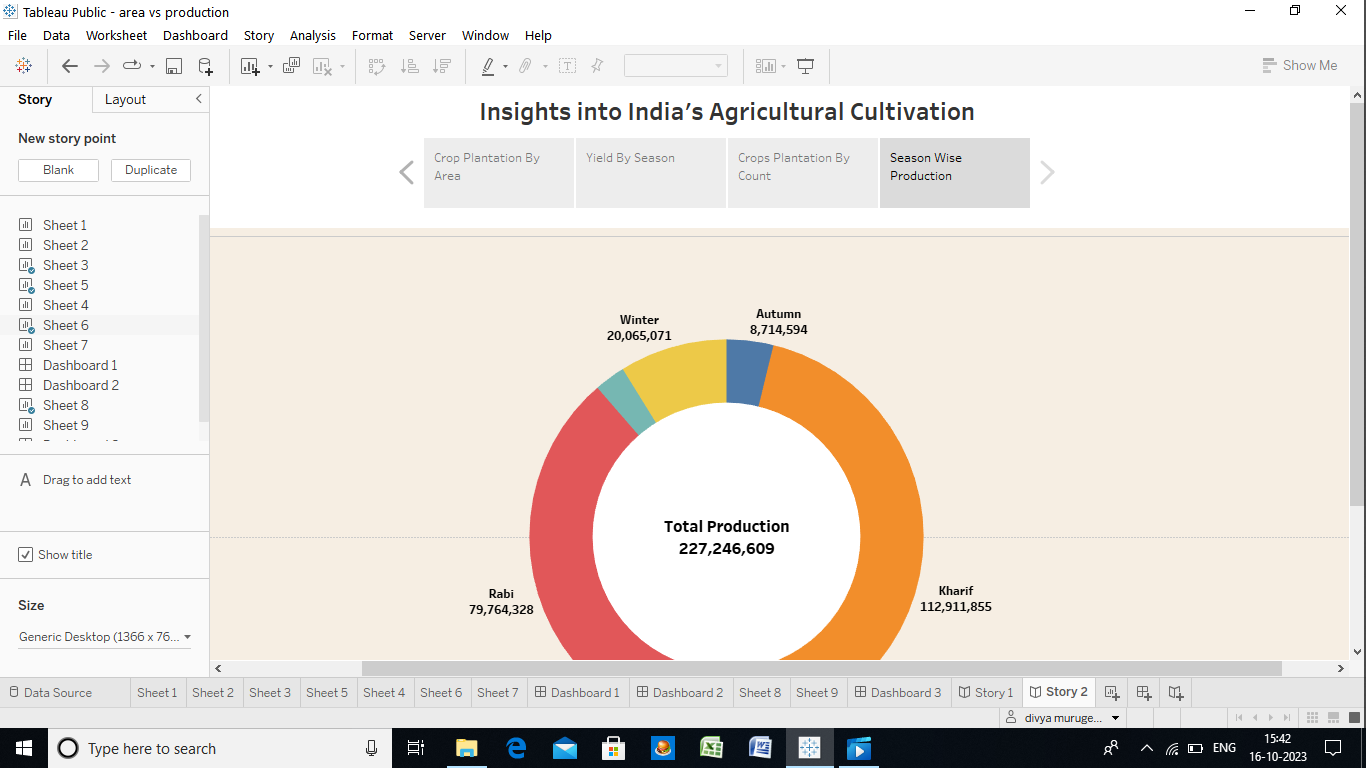 Tableau Public - area vs production
File Data Worksheet Dashboard Story Analysis Format Server Window Help
Show Me
Story Layout
New story point
Blank Duplicate
Sheet 1
Sheet 2
Sheet 3
Sheet 5
Sheet 4
Sheet 6
Sheet 7
Dashboard 1
Dashboard 2
Sheet 8
Sheet 9
A Drag to add text
Show title
Size
Generic Desktop (1366 x 76...
Insights into India's Agricultural Cultivation
Crop Plantation By
Area
Yield By Season
Crops Plantation By
Count
Season Wise
Production
Winter
20,065,071
Autumn
8,714,594
Total Production
227,246,609
Rabi
79,764,328
Kharif
112,911,855
Data Source Sheet 1 Sheet 2 Sheet 3 Sheet 5 Sheet 4 Sheet 6 Sheet 7 Dashboard 1 Dashboard 2 Sheet 8 Sheet 9 Dashboard 3 Story 1 Story 2
divya muruge...
Type here to search
ENG
15:42
16-10-2023